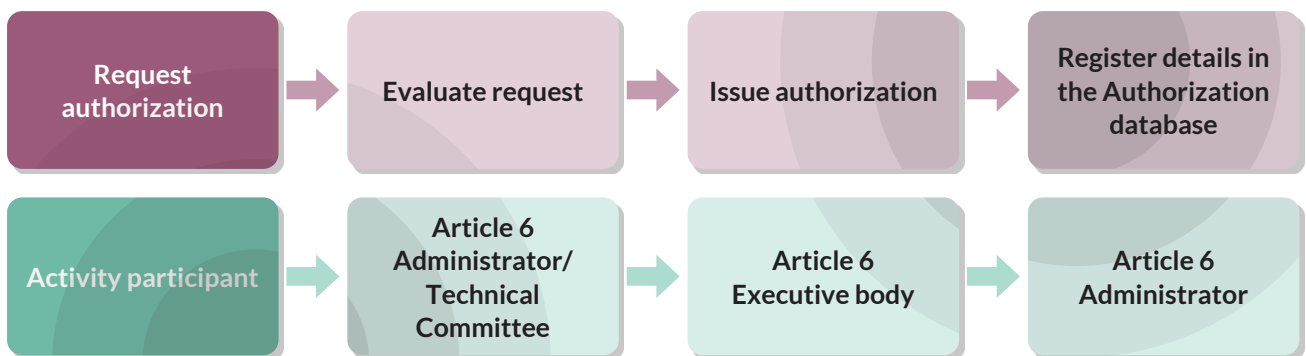 Request
authorization
Evaluate request
Issue authorization
Register details in
the Authorization
database
Activity participant
Article 6
Administrator/
Technical
Committee
Article 6
Executive body
Article 6
Administrator